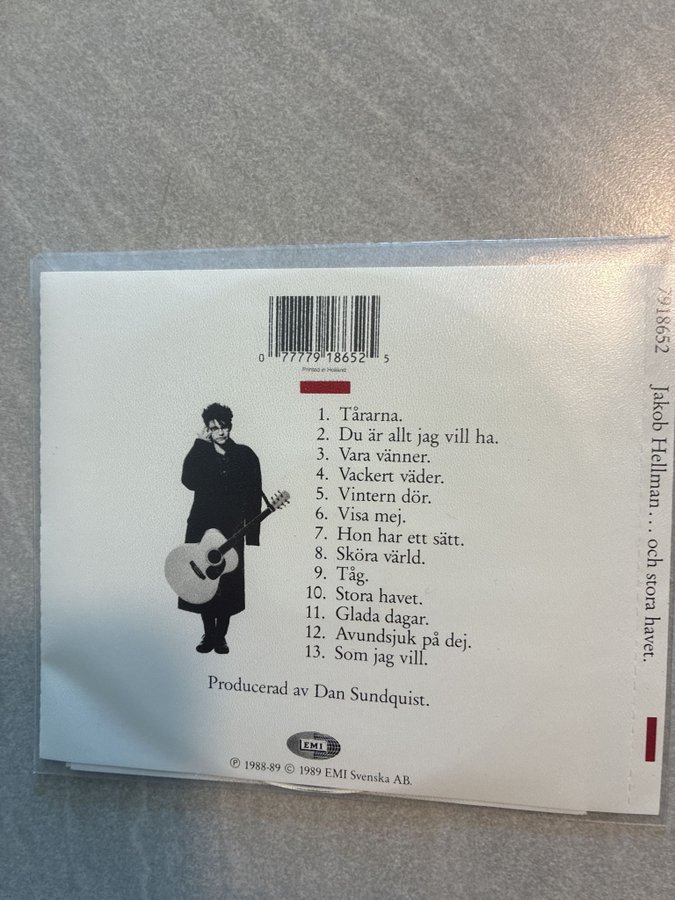 0 77779 18652 5
Printed in Holland
1. Tårarna.
2. Du är allt jag vill ha.
3. Vara vänner.
4. Vackert väder.
5. Vintern dör.
6. Visa mej.
7. Hon har ett sätt.
8. Sköra värld.
9. Tåg.
10. Stora havet.
11. Glada dagar.
12. Avundsjuk på dej.
13. Som jag vill.
Producerad av Dan Sundquist.
EMI
℗ 1988-89 © 1989 EMI Svenska AB.
7918652
Jakob Hellman... och stora havet.